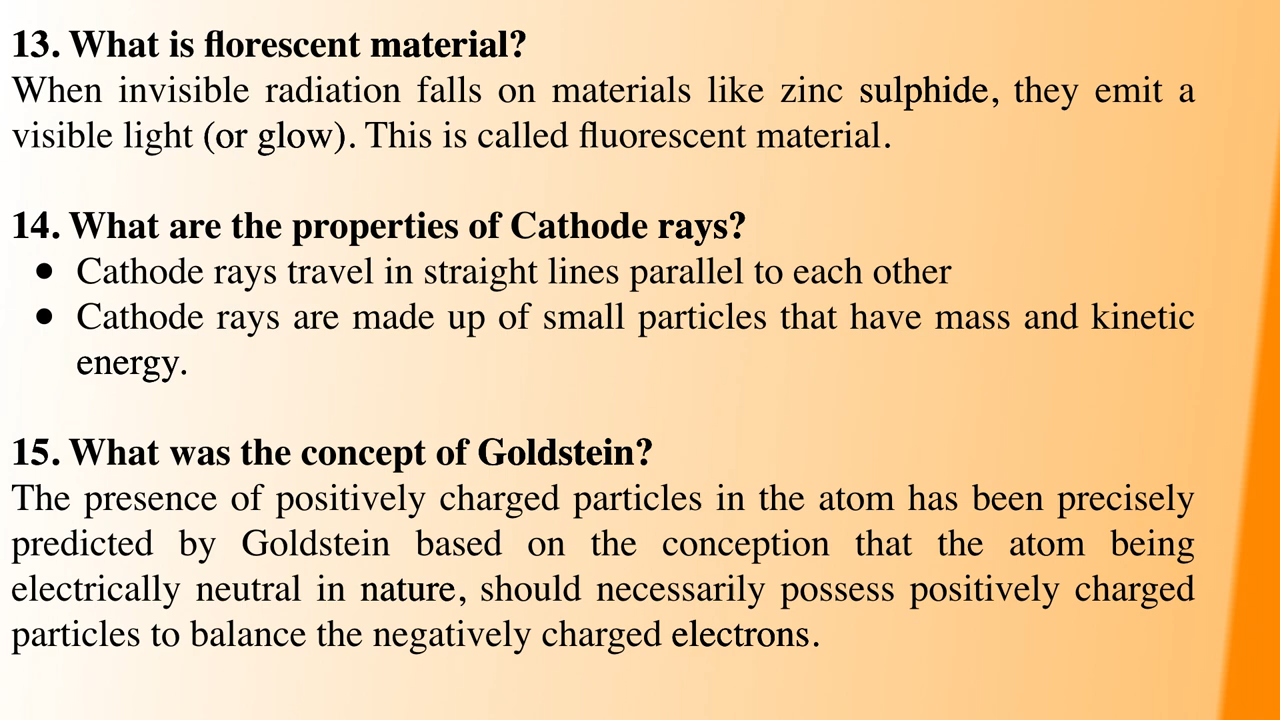 13. What is florescent material?
When invisible radiation falls on materials like zinc sulphide, they emit a
visible light (or glow). This is called fluorescent material.
14. What are the properties of Cathode rays?
● Cathode rays travel in straight lines parallel to each other
● Cathode rays are made up of small particles that have mass and kinetic
energy.
15. What was the concept of Goldstein?
The presence of positively charged particles in the atom has been precisely
predicted by Goldstein based on the conception that the atom being
electrically neutral in nature, should necessarily possess positively charged
particles to balance the negatively charged electrons.